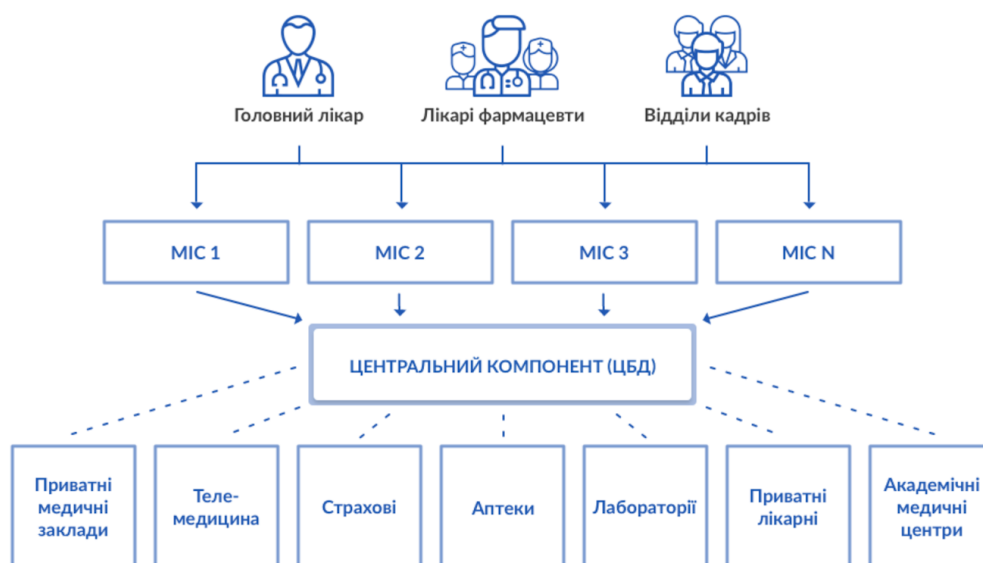 Головний лікар
Лікарі фармацевти
Відділи кадрів
МІС 1
МІС 2
МІС 3
МІС N
ЦЕНТРАЛЬНИЙ КОМПОНЕНТ (ЦБД)
Приватні
медичні
заклади
Теле-
медицина
Страхові
Аптеки
Лабораторії
Приватні
лікарні
Академічні
медичні
центри